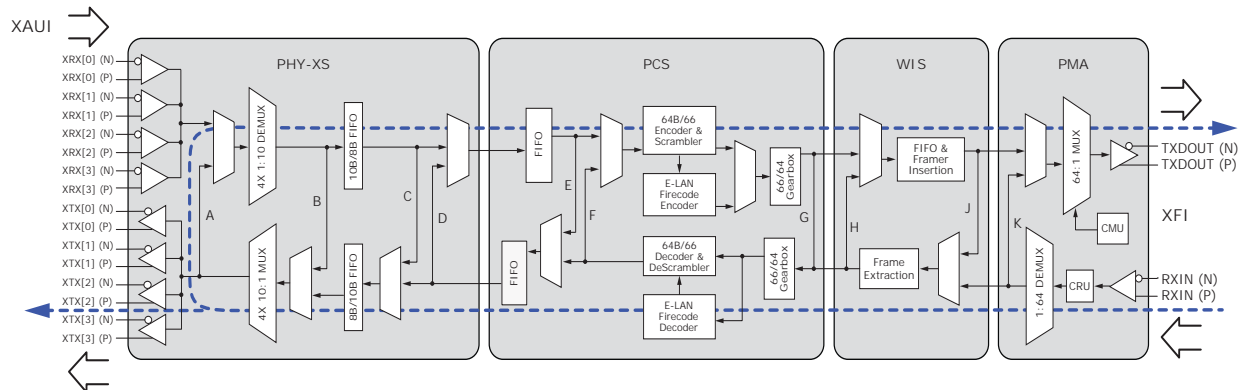 XAUI
PHY-XS
PCS
WIS
PMA
XRX[0] (N)
XRX[0] (P)
XRX[1] (N)
XRX[1] (P)
XRX[2] (N)
XRX[2] (P)
XRX[3] (N)
XRX[3] (P)
XTX[0] (N)
XTX[0] (P)
XTX[1] (N)
XTX[1] (P)
XTX[2] (N)
XTX[2] (P)
XTX[3] (N)
XTX[3] (P)
A
4X 1:10 DEMUX
4X 10:1 MUX
B
10B/8B FIFO
8B/10B FIFO
C
D
FIFO
FIFO
E
F
64B/66
Encoder &
Scrambler
E-LAN
Firecode
Encoder
66/64
Gearbox
64B/66
Decoder &
DeScrambler
E-LAN
Firecode
Decoder
66/64
Gearbox
G
H
FIFO &
Framer
Insertion
Frame
Extraction
J
K
64:1 MUX
1:64 DEMUX
CMU
CRU
TXDOUT (N)
TXDOUT (P)
XFI
RXIN (N)
RXIN (P)